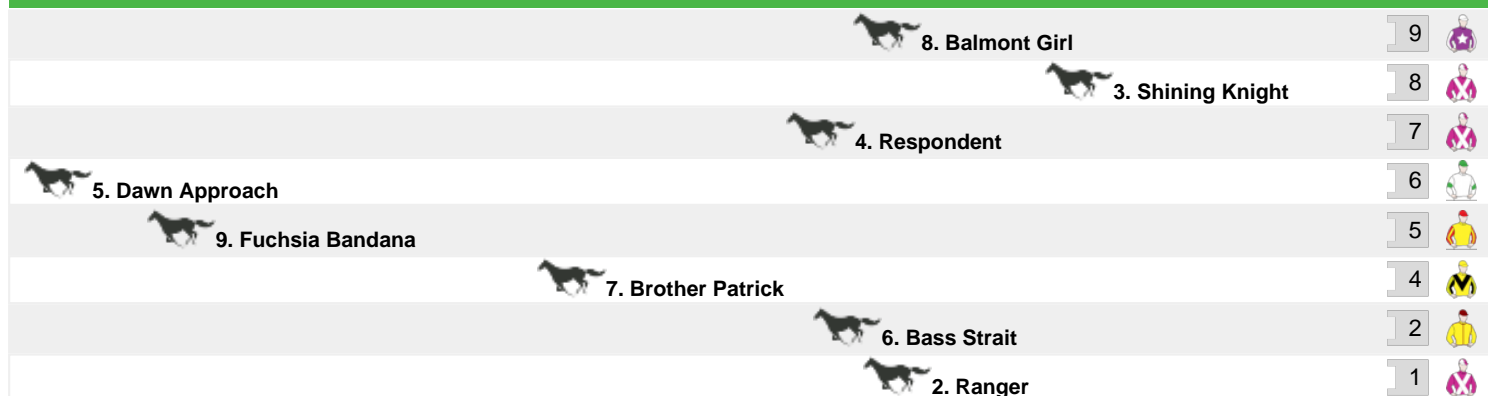 8. Balmont Girl 9
3. Shining Knight 8
4. Respondent 7
5. Dawn Approach 6
9. Fuchsia Bandana 5
7. Brother Patrick 4
6. Bass Strait 2
2. Ranger 1